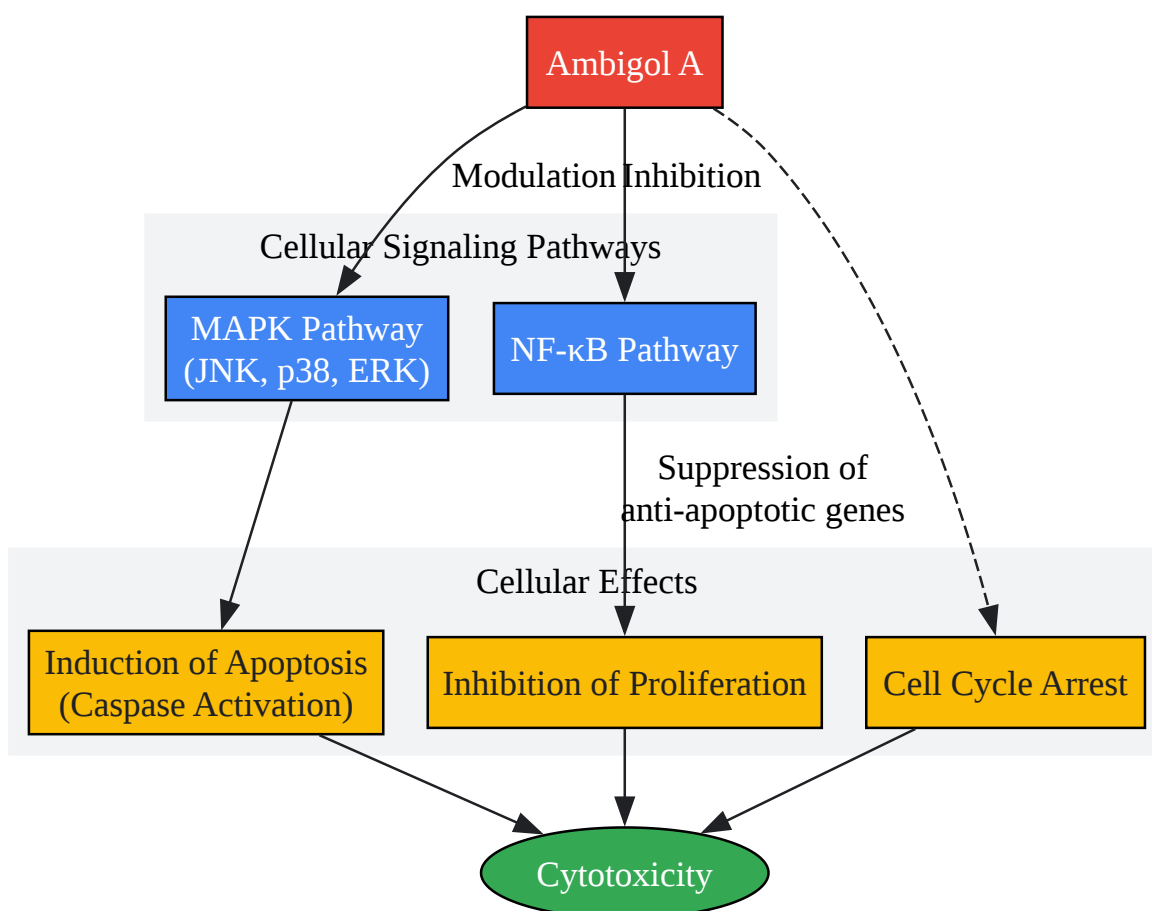 Ambigol A
Modulation
Inhibition
Cellular Signaling Pathways
MAPK Pathway
(JNK, p38, ERK)
NF-κB Pathway
Suppression of
anti-apoptotic genes
Cellular Effects
Induction of Apoptosis
(Caspase Activation)
Inhibition of Proliferation
Cell Cycle Arrest
Cytotoxicity